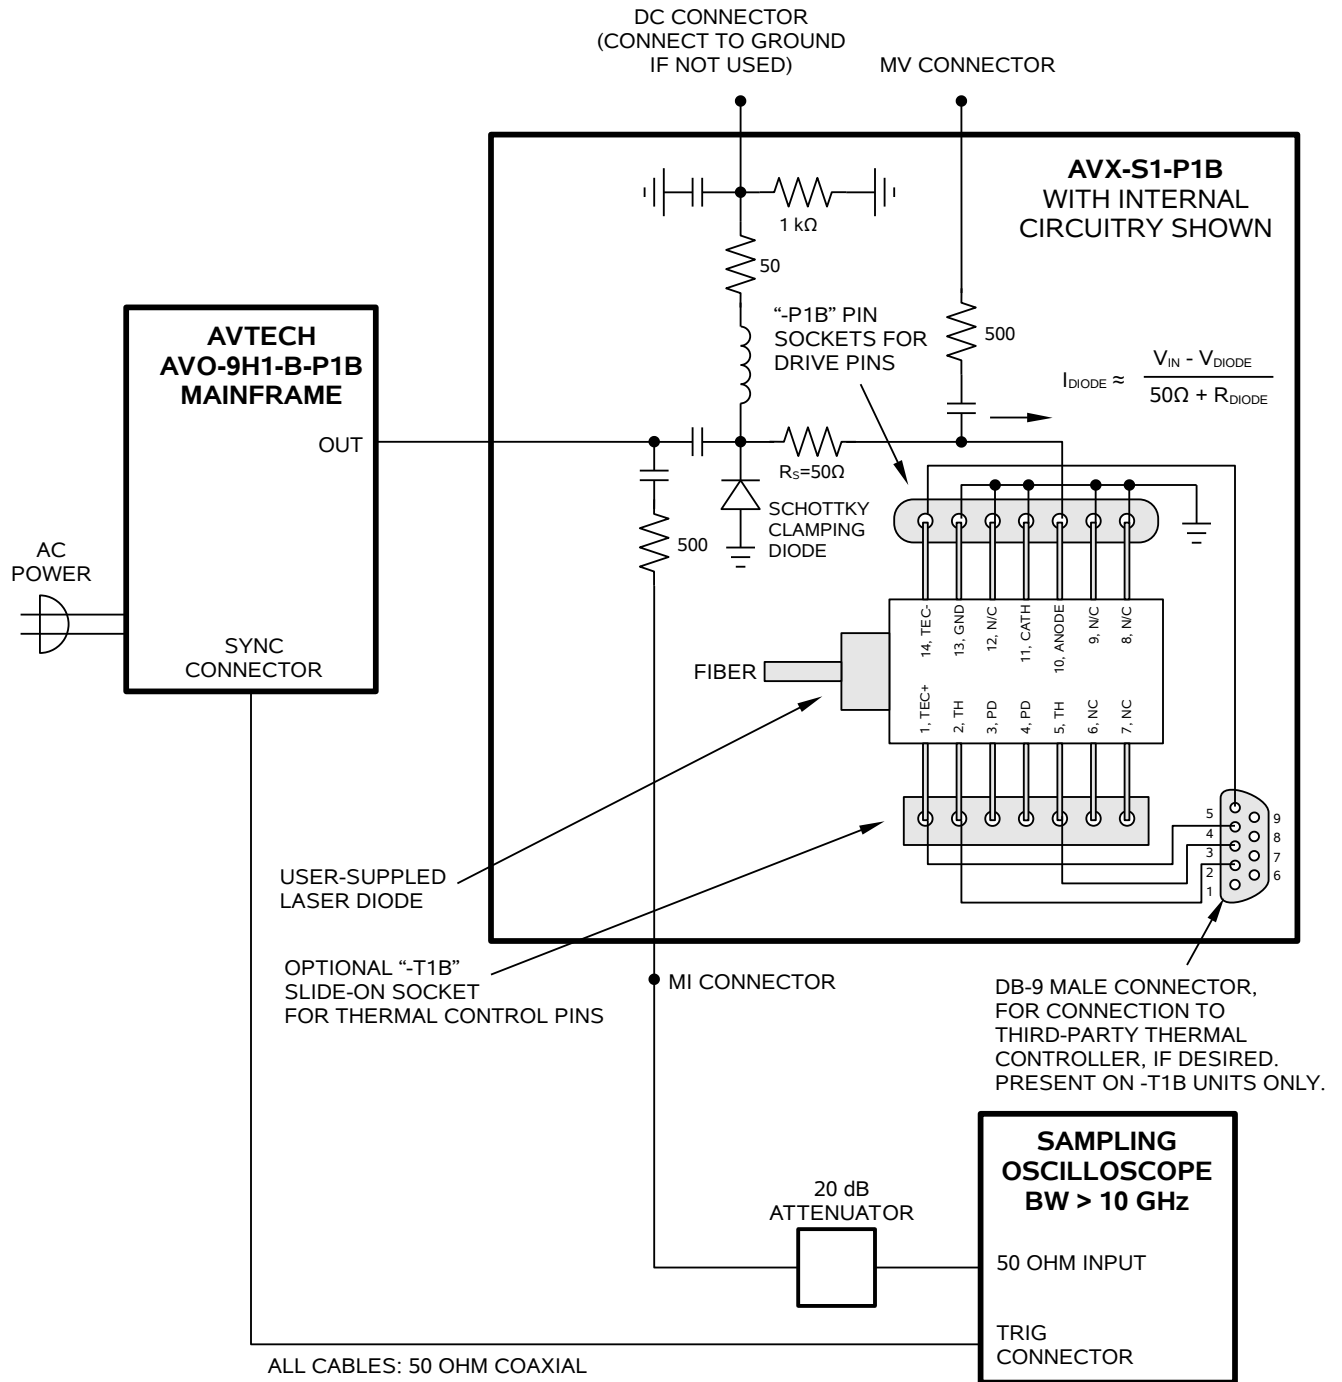 DC CONNECTOR
(CONNECT TO GROUND
IF NOT USED)
MV CONNECTOR
AVX-S1-P1B
WITH INTERNAL
CIRCUITRY SHOWN
1 kΩ
50
"-P1B" PIN
SOCKETS FOR
DRIVE PINS
500
I_DIODE ≈ V_IN - V_DIODE
50Ω + R_DIODE
AVTECH
AVO-9H1-B-P1B
MAINFRAME
OUT
R_S=50Ω
SCHOTTKY
CLAMPING
DIODE
500
AC
POWER
SYNC
CONNECTOR
14, TEC-
13, GND
12, N/C
11, CATH
10, ANODE
9, N/C
8, N/C
FIBER
1, TEC+
2, TH
3, PD
4, PD
5, TH
6, NC
7, NC
5
4
3
2
1
9
8
7
6
USER-SUPPLED
LASER DIODE
OPTIONAL “-T1B”
SLIDE-ON SOCKET
FOR THERMAL CONTROL PINS
MI CONNECTOR
DB-9 MALE CONNECTOR,
FOR CONNECTION TO
THIRD-PARTY THERMAL
CONTROLLER, IF DESIRED.
PRESENT ON -T1B UNITS ONLY.
SAMPLING
OSCILLOSCOPE
BW > 10 GHz
20 dB
ATTENUATOR
50 OHM INPUT
TRIG
CONNECTOR
ALL CABLES: 50 OHM COAXIAL